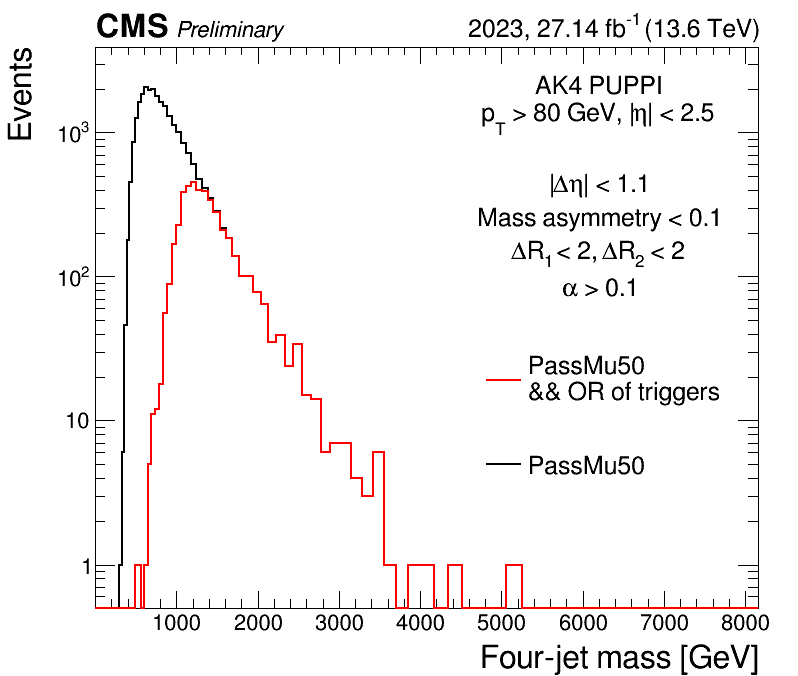 CMS Preliminary 2023, 27.14 fb⁻¹ (13.6 TeV)
Events
AK4 PUPPI
p_T > 80 GeV, |η| < 2.5
|Δη| < 1.1
Mass asymmetry < 0.1
ΔR₁ < 2, ΔR₂ < 2
α > 0.1
PassMu50
&& OR of triggers
PassMu50
10³
10²
10
1
1000 2000 3000 4000 5000 6000 7000 8000
Four-jet mass [GeV]